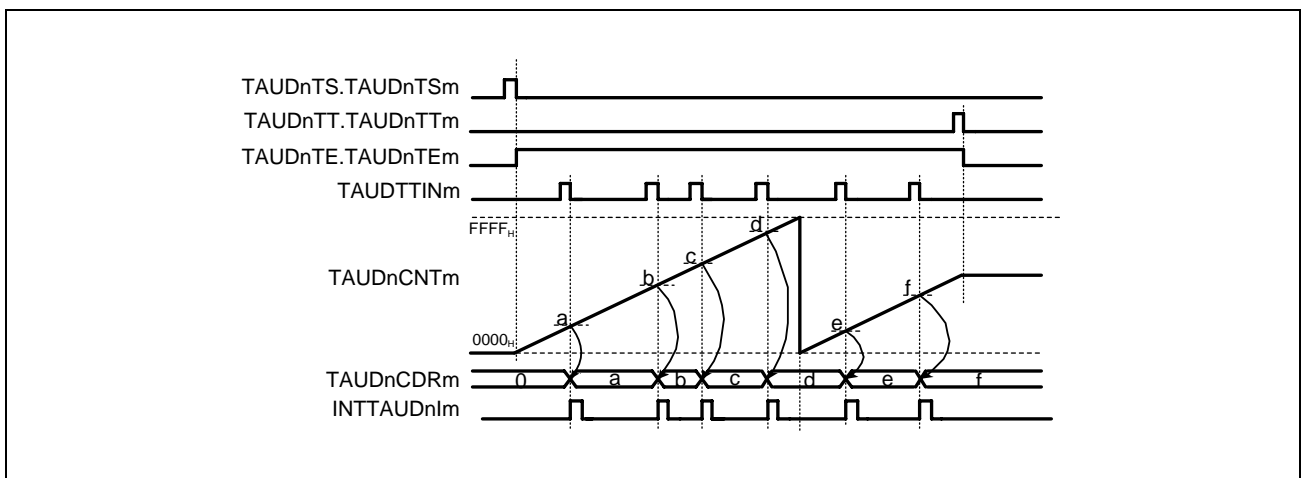 TAUDnTS.TAUDnTSm
TAUDnTT.TAUDnTTm
TAUDnTE.TAUDnTEm
TAUDTTINm
FFFFH
d
c
b
TAUDnCNTm
f
a
e
0000H
TAUDnCDRm 0 a b c d e f
INTTAUDnIm